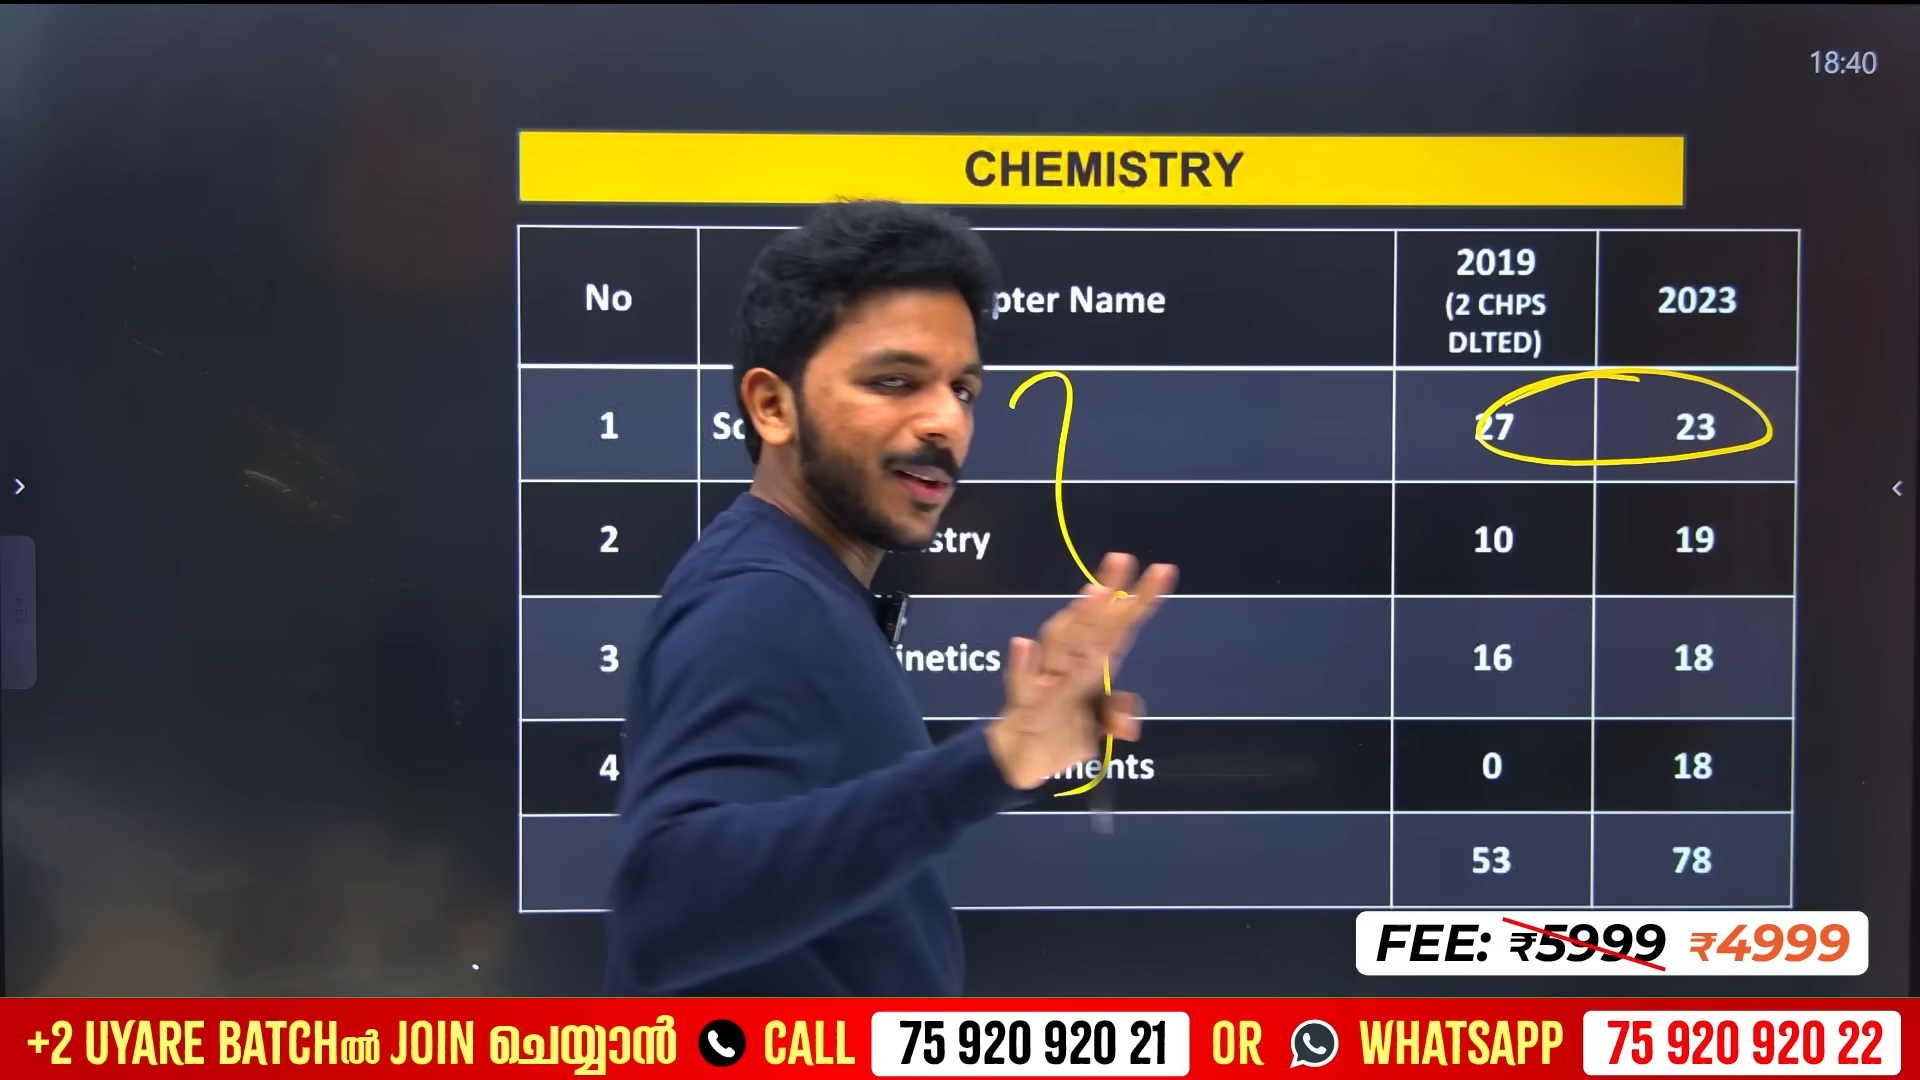 18:40
CHEMISTRY
No pter Name 2019 (2 CHPS DLTED) 2023
1 So 27 23
2 stry 10 19
3 inetics 16 18
4 ments 0 18
53 78
FEE: ₹5999 ₹4999
+2 UYARE BATCHൽ JOIN ചെയ്യാൻ CALL 75 920 920 21 OR WHATSAPP 75 920 920 22